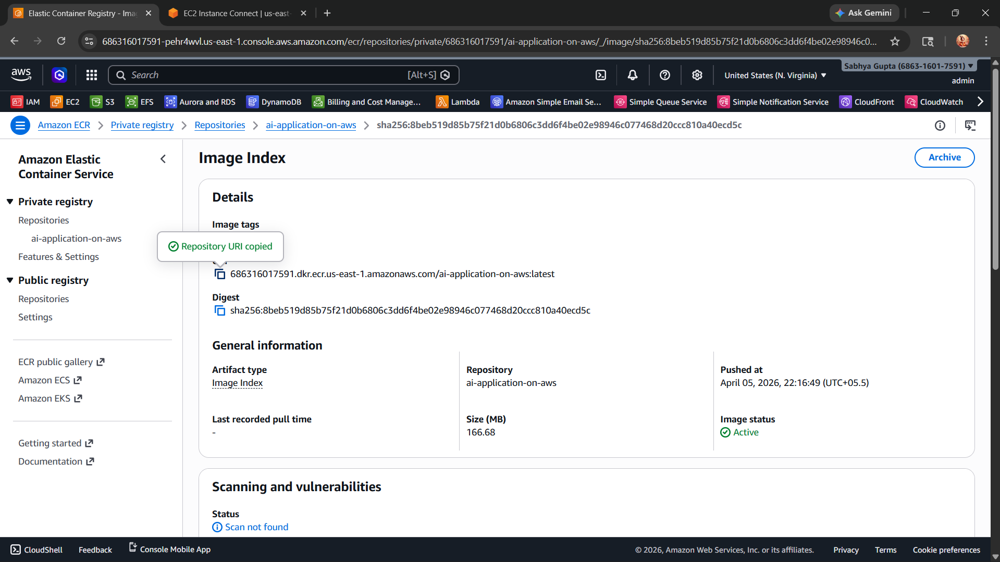 Elastic Container Registry - Ima
EC2 Instance Connect | us-east-
Ask Gemini
686316017591-pehr4wvl.us-east-1.console.aws.amazon.com/ecr/repositories/private/686316017591/ai-application-on-aws/_/image/sha256:8beb519d85b75f21d0b6806c3dd6f4be02e98946c0...
aws
Search
[Alt+S]
United States (N. Virginia)
Sabhya Gupta (6863-1601-7591)
admin
IAM
EC2
S3
EFS
Aurora and RDS
DynamoDB
Billing and Cost Manage...
Lambda
Amazon Simple Email Se...
Simple Queue Service
Simple Notification Service
CloudFront
CloudWatch
Amazon ECR
Private registry
Repositories
ai-application-on-aws
sha256:8beb519d85b75f21d0b6806c3dd6f4be02e98946c077468d20ccc810a40ecd5c
Amazon Elastic
Container Service
Private registry
Repositories
ai-application-on-aws
Features & Settings
Public registry
Repositories
Settings
ECR public gallery
Amazon ECS
Amazon EKS
Getting started
Documentation
Image Index
Archive
Details
Image tags
Repository URI copied
686316017591.dkr.ecr.us-east-1.amazonaws.com/ai-application-on-aws:latest
Digest
sha256:8beb519d85b75f21d0b6806c3dd6f4be02e98946c077468d20ccc810a40ecd5c
General information
Artifact type
Image Index
Repository
ai-application-on-aws
Pushed at
April 05, 2026, 22:16:49 (UTC+05.5)
Last recorded pull time
-
Size (MB)
166.68
Image status
Active
Scanning and vulnerabilities
Status
Scan not found
CloudShell
Feedback
Console Mobile App
© 2026, Amazon Web Services, Inc. or its affiliates.
Privacy
Terms
Cookie preferences